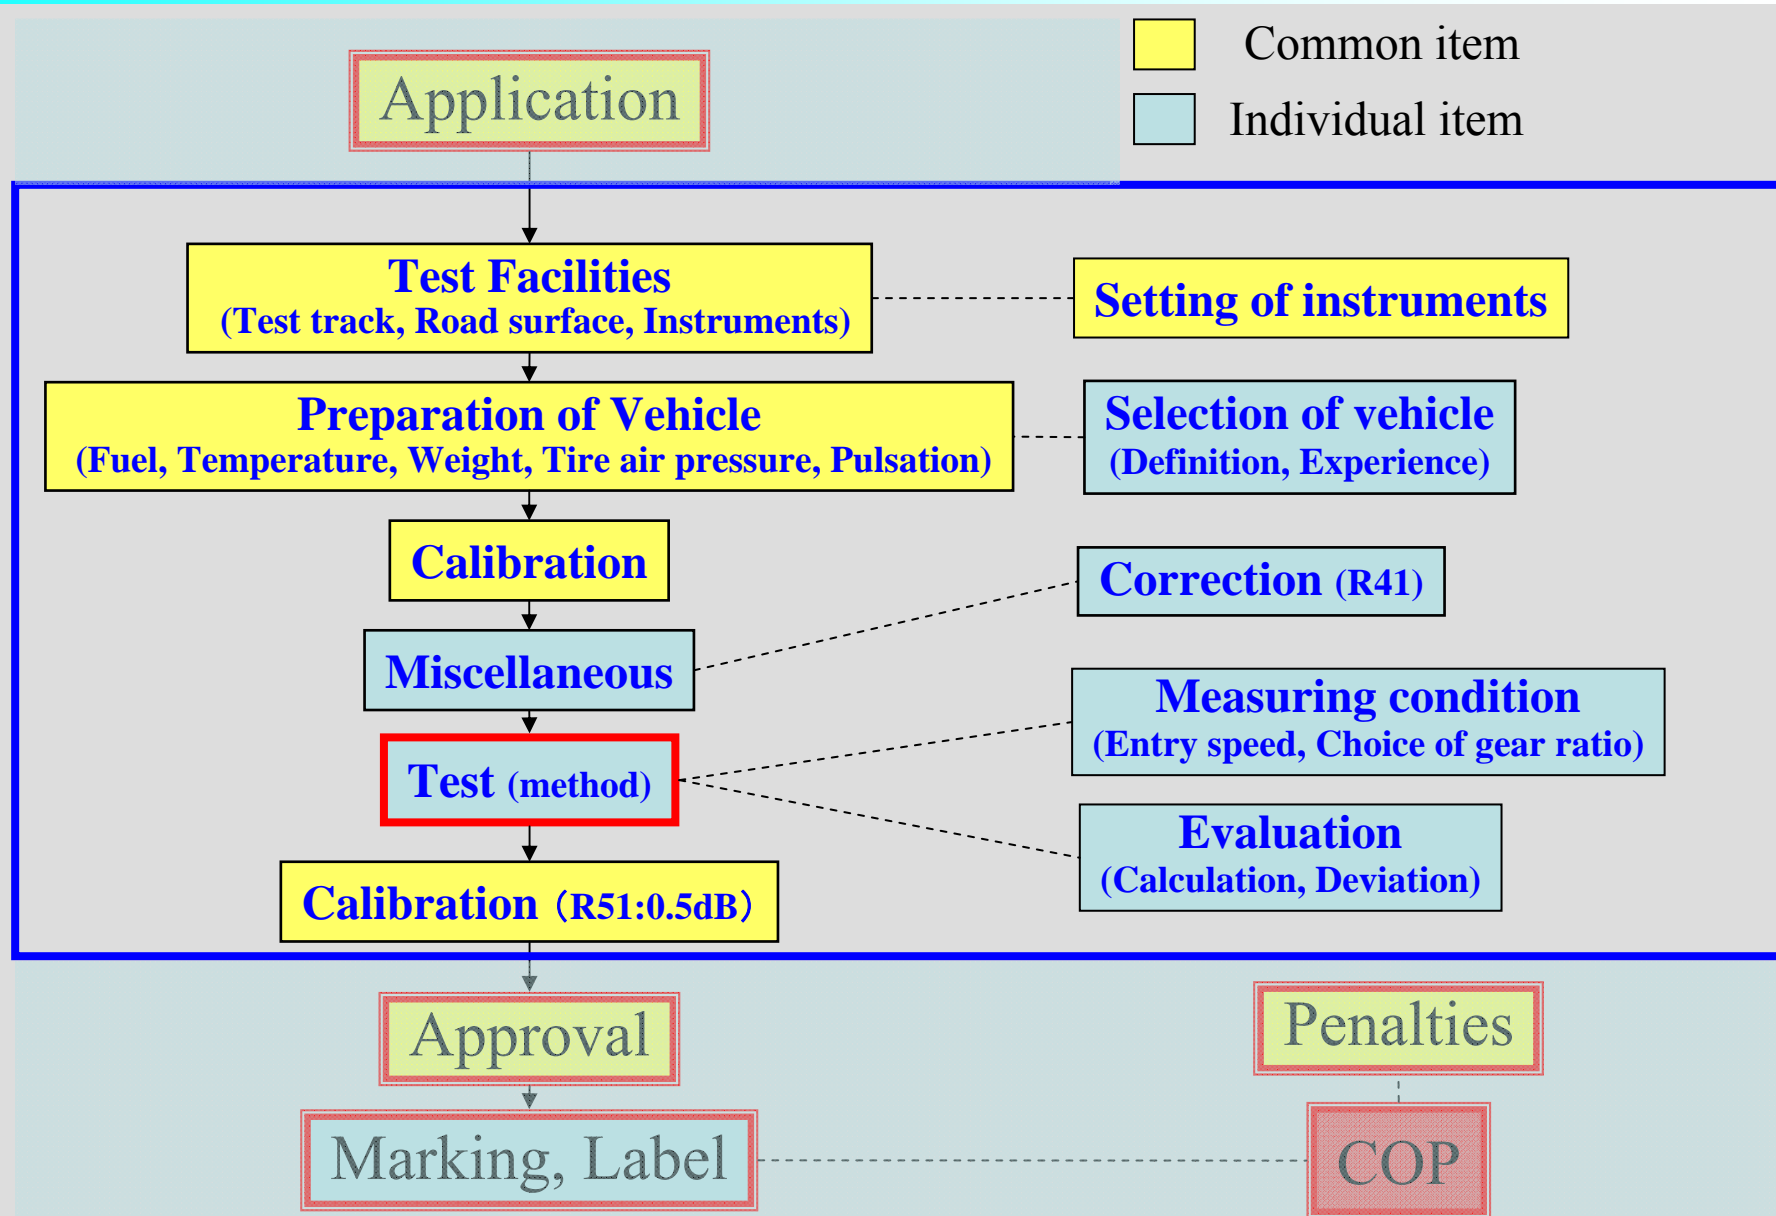 Application
Common item
Individual item
Test Facilities
(Test track, Road surface, Instruments)
Setting of instruments
Preparation of Vehicle
(Fuel, Temperature, Weight, Tire air pressure, Pulsation)
Selection of vehicle
(Definition, Experience)
Calibration
Correction (R41)
Miscellaneous
Measuring condition
(Entry speed, Choice of gear ratio)
Test (method)
Evaluation
(Calculation, Deviation)
Calibration（R51:0.5dB）
Approval
Penalties
Marking, Label
COP